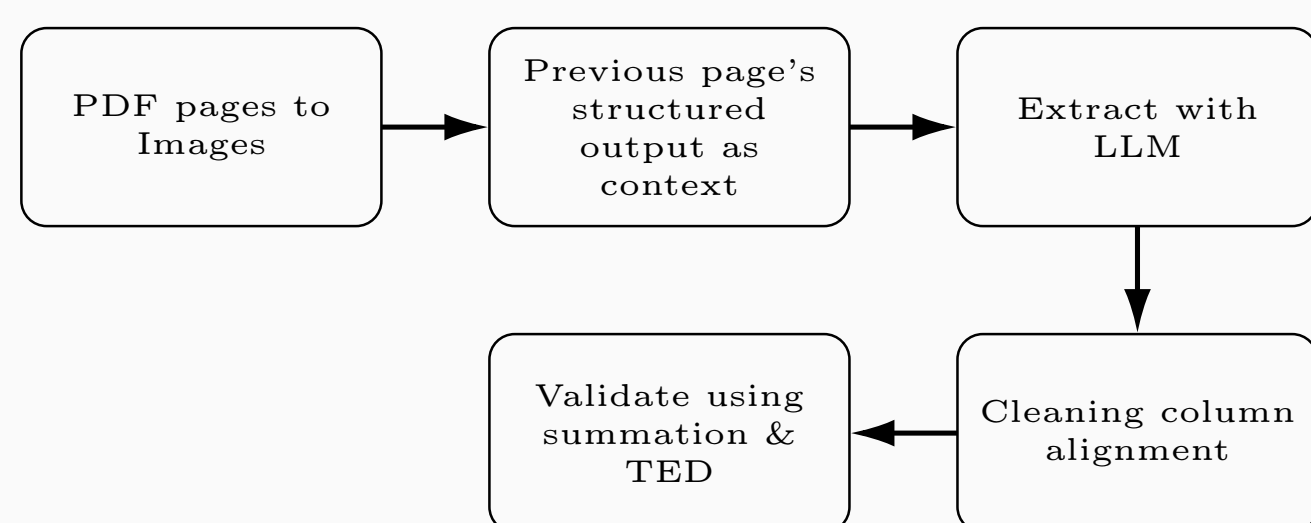 PDF pages to
Images
Previous page's
structured
output as
context
Extract with
LLM
Cleaning column
alignment
Validate using
summation &
TED